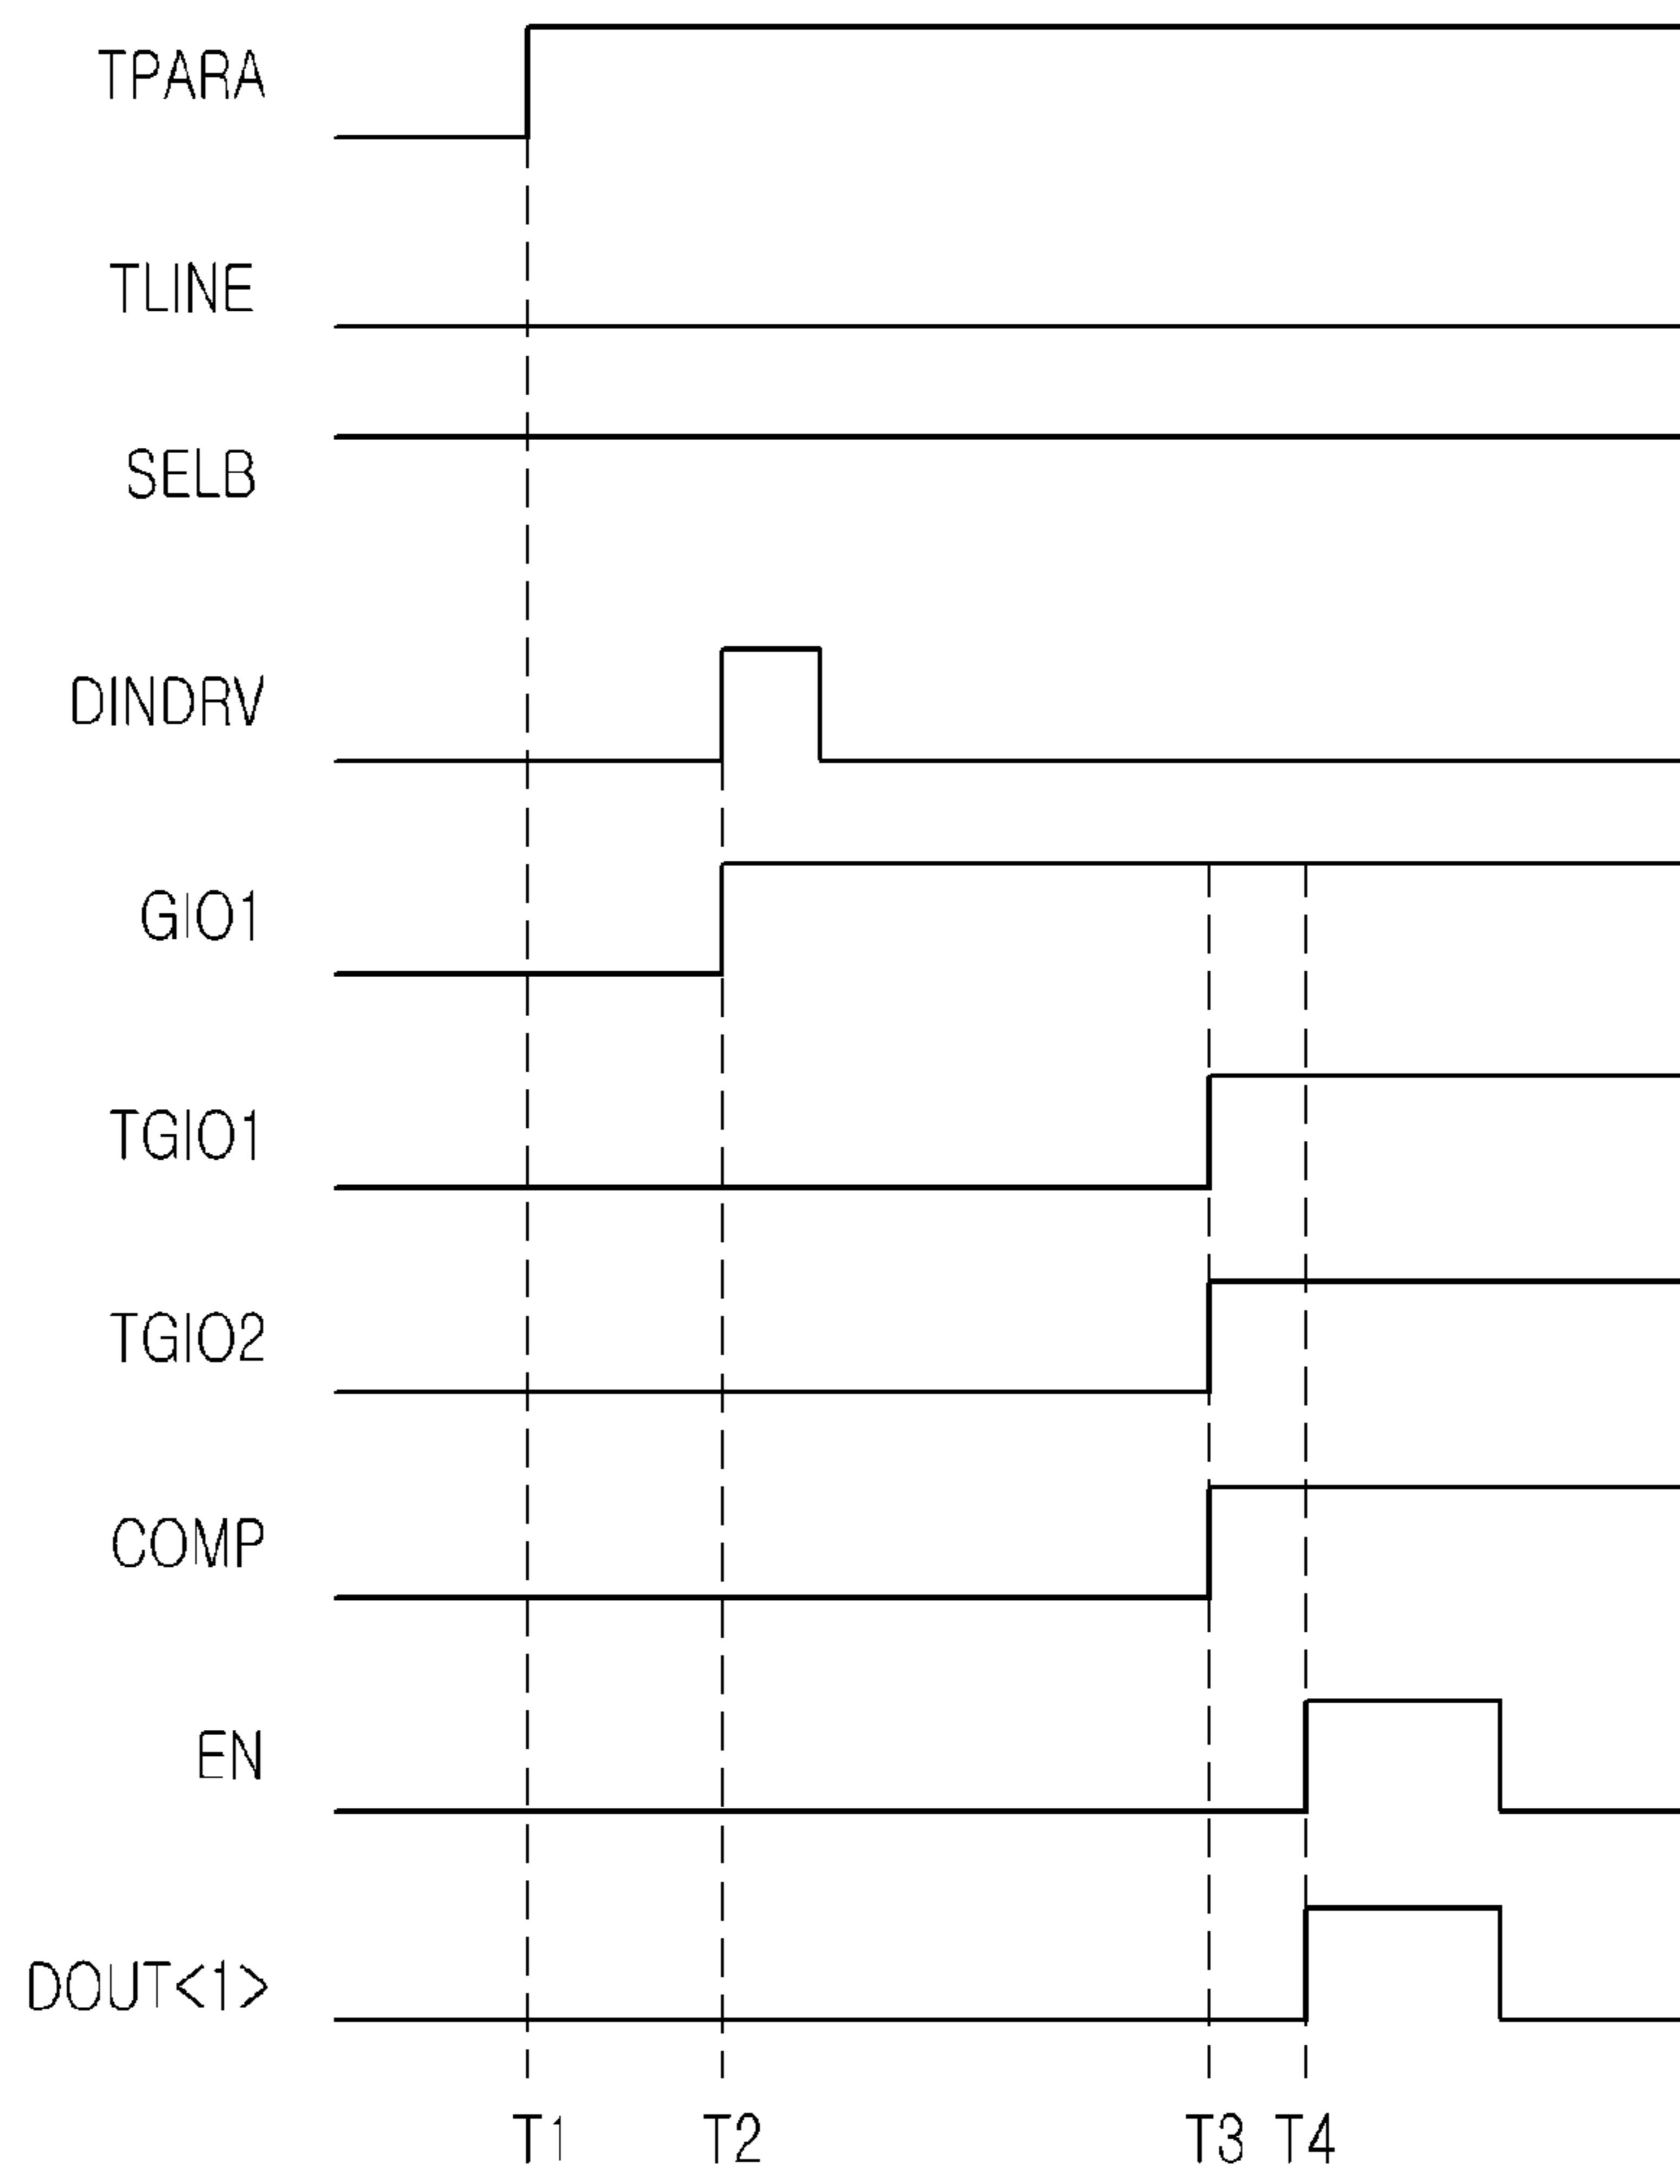 TPARA
TLINE
SELB
DINDRV
GIO1
TGIO1
TGIO2
COMP
EN
DOUT<1>
T1 T2 T3 T4